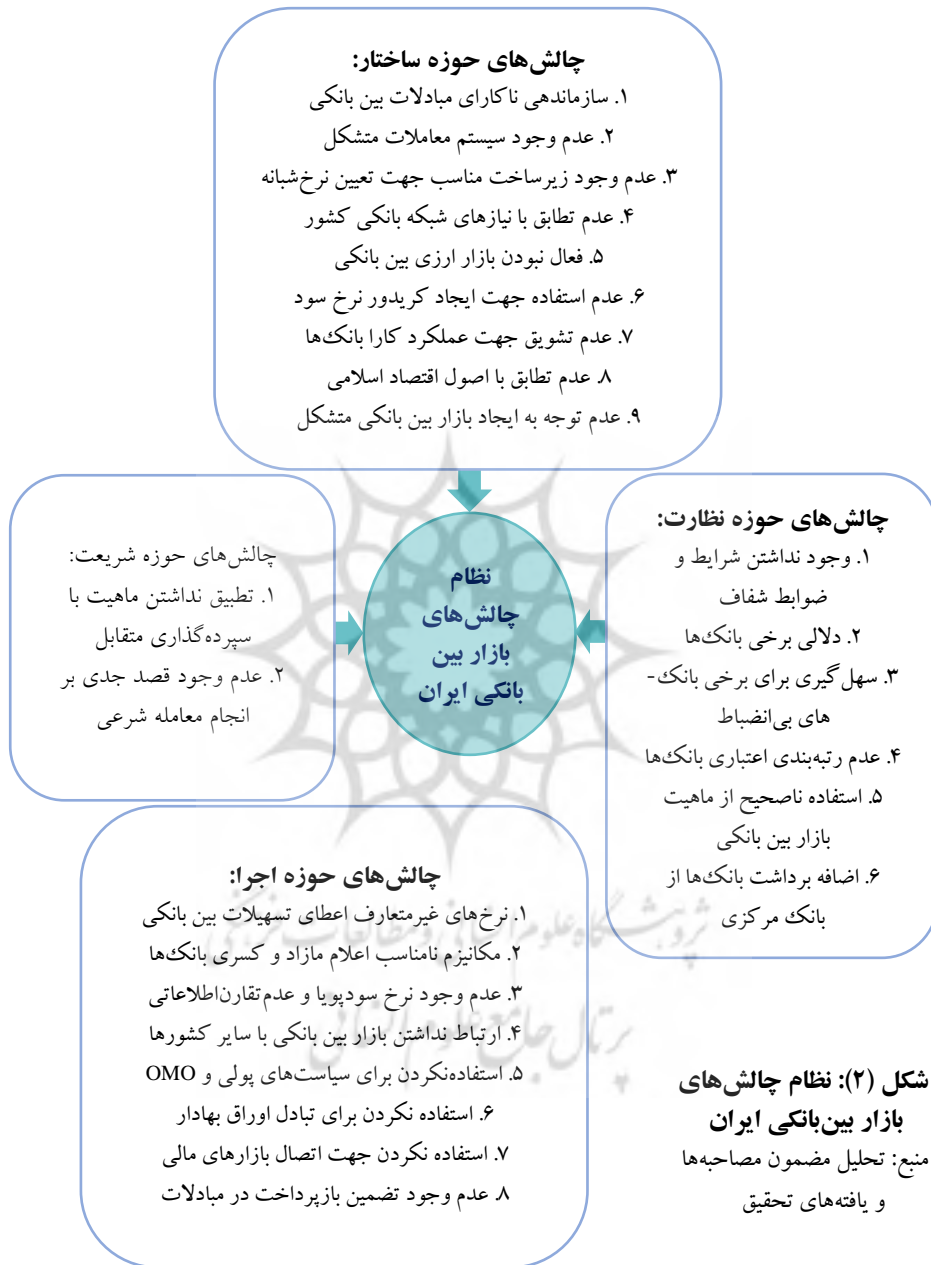 چالش‌های حوزه ساختار:
۱. سازماندهی ناکارای مبادلات بین بانکی
۲. عدم وجود سیستم معاملات متشکل
۳. عدم وجود زیرساخت مناسب جهت تعیین نرخ‌شبانه
۴. عدم تطابق با نیازهای شبکه بانکی کشور
۵. فعال نبودن بازار ارزی بین بانکی
۶. عدم استفاده جهت ایجاد کریدور نرخ سود
۷. عدم تشویق جهت عملکرد کارا بانک‌ها
۸. عدم تطابق با اصول اقتصاد اسلامی
۹. عدم توجه به ایجاد بازار بین بانکی متشکل
چالش‌های حوزه نظارت:
۱. وجود نداشتن شرایط و
ضوابط شفاف
۲. دلالی برخی بانک‌ها
۳. سهل‌گیری برای برخی بانک-
های بی‌انضباط
۴. عدم رتبه‌بندی اعتباری بانک‌ها
۵. استفاده ناصحیح از ماهیت
بازار بین بانکی
۶. اضافه برداشت بانک‌ها از
بانک مرکزی
نظام
چالش‌های
بازار بین
بانکی ایران
چالش‌های حوزه شریعت:
۱. تطبیق نداشتن ماهیت با
سپرده‌گذاری متقابل
۲. عدم وجود قصد جدی بر
انجام معامله شرعی
چالش‌های حوزه اجرا:
۱. نرخ‌های غیرمتعارف اعطای تسهیلات بین بانکی
۲. مکانیزم نامناسب اعلام مازاد و کسری بانک‌ها
۳. عدم وجود نرخ سودپویا و عدم‌تقارن‌اطلاعاتی
۴. ارتباط نداشتن بازار بین بانکی با سایر کشورها
۵. استفاده‌نکردن برای سیاست‌های پولی و OMO
۶. استفاده نکردن برای تبادل اوراق بهادار
۷. استفاده نکردن جهت اتصال بازارهای مالی
۸. عدم وجود تضمین بازپرداخت در مبادلات
پژوهشگاه علوم انسانی و مطالعات فرهنگی
پرتال جامع علوم انسانی
شکل (۲): نظام چالش‌های
بازار بین‌بانکی ایران
منبع: تحلیل مضمون مصاحبه‌ها
و یافته‌های تحقیق